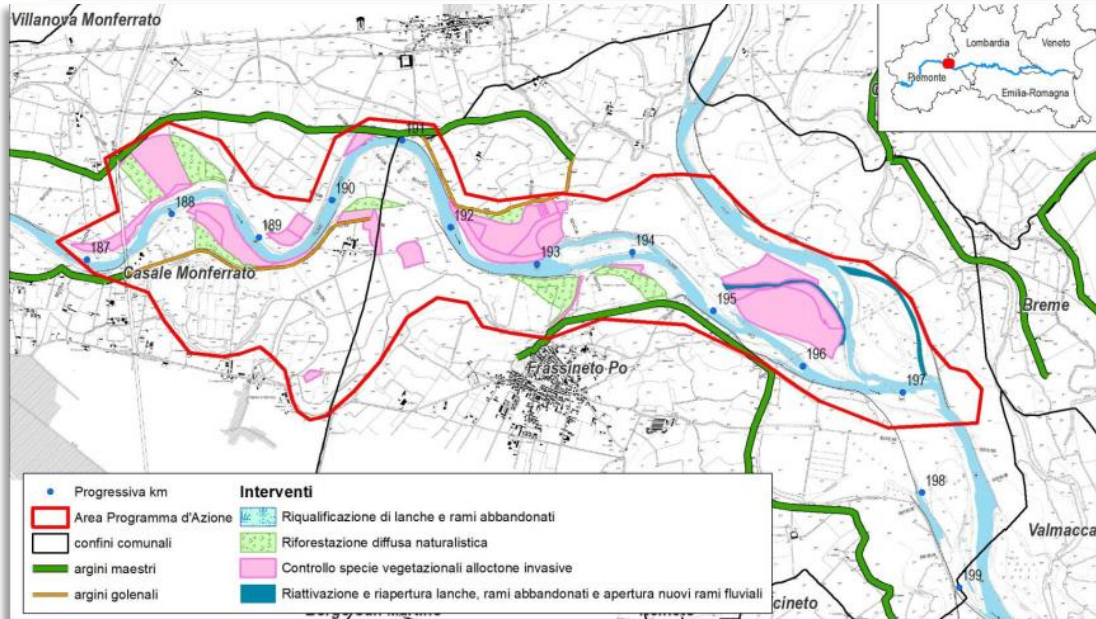 Villanova Monferrato
Lombardia
Veneto
Piemonte
Emilia-Romagna
191
190
188
189
187
192
193
194
195
196
197
198
199
Casale Monferrato
Frassineto Po
Breme
Valmacca
Progressiva km
Area Programma d'Azione
confini comunali
argini maestri
argini golenali
Interventi
Riqualificazione di lanche e rami abbandonati
Riforestazione diffusa naturalistica
Controllo specie vegetazionali alloctone invasive
Riattivazione e riapertura lanche, rami abbandonati e apertura nuovi rami fluviali
cineto